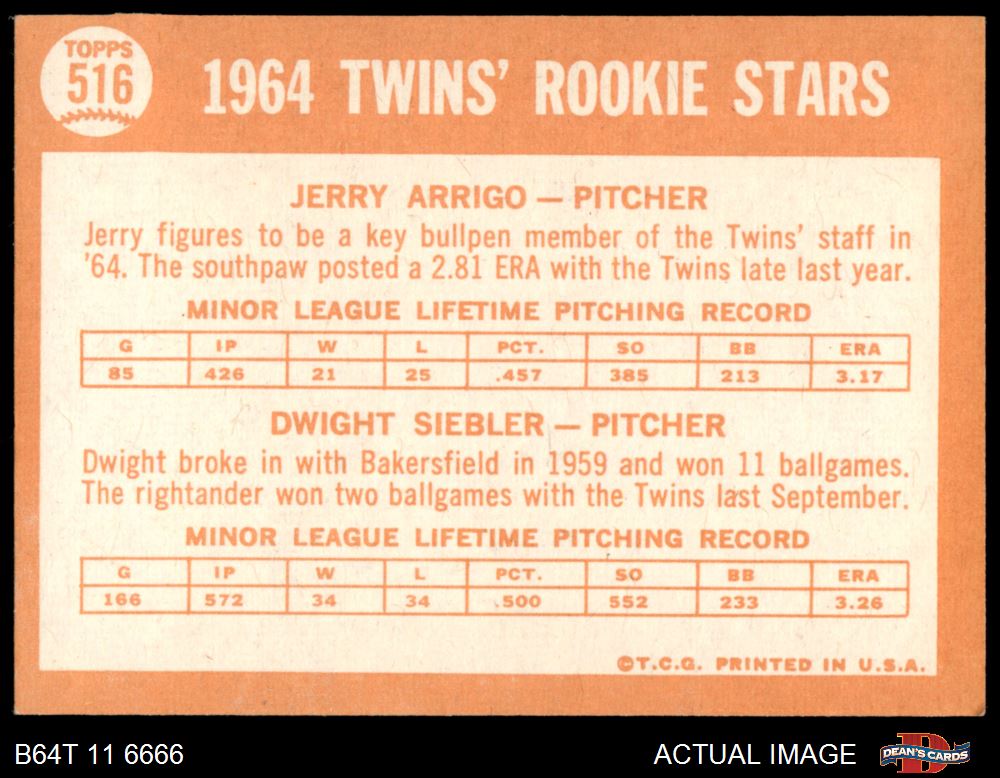 TOPPS
516
1964 TWINS' ROOKIE STARS
JERRY ARRIGO — PITCHER
Jerry figures to be a key bullpen member of the Twins' staff in
'64. The southpaw posted a 2.81 ERA with the Twins late last year.
MINOR LEAGUE LIFETIME PITCHING RECORD
G IP W L PCT. SO BB ERA
85 426 21 25 .457 385 213 3.17
DWIGHT SIEBLER — PITCHER
Dwight broke in with Bakersfield in 1959 and won 11 ballgames.
The rightander won two ballgames with the Twins last September.
MINOR LEAGUE LIFETIME PITCHING RECORD
G IP W L PCT. SO BB ERA
166 572 34 34 .500 552 233 3.26
©T.C.G. PRINTED IN U.S.A.
B64T 11 6666
ACTUAL IMAGE
D
DEAN'S CARDS